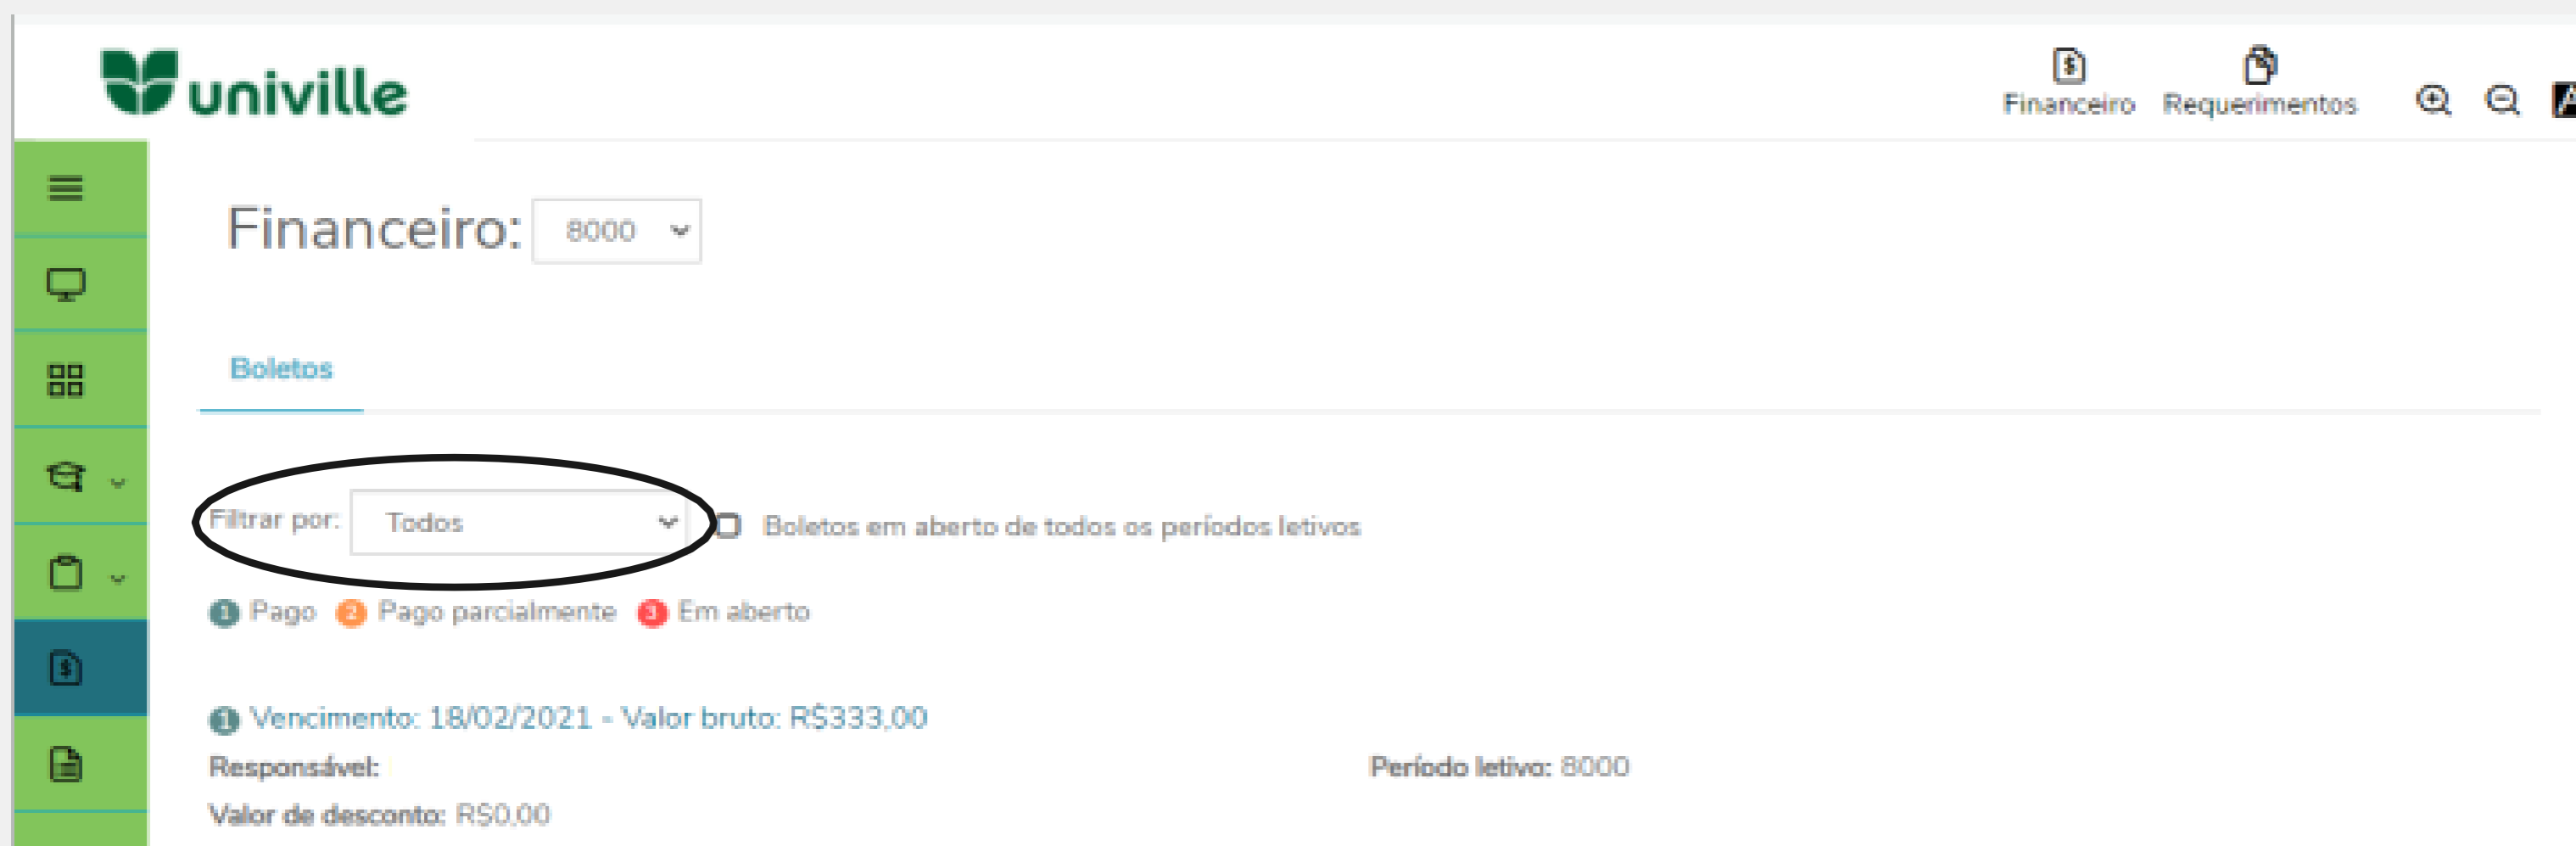 univille
Financeiro Requerimentos
Financeiro: 8000
Boletos
Filtrar por: Todos
Boletos em aberto de todos os períodos letivos
1 Pago 2 Pago parcialmente 3 Em aberto
1 Vencimento: 18/02/2021 - Valor bruto: R$333,00
Responsável:
Período letivo: 8000
Valor de desconto: R$0,00